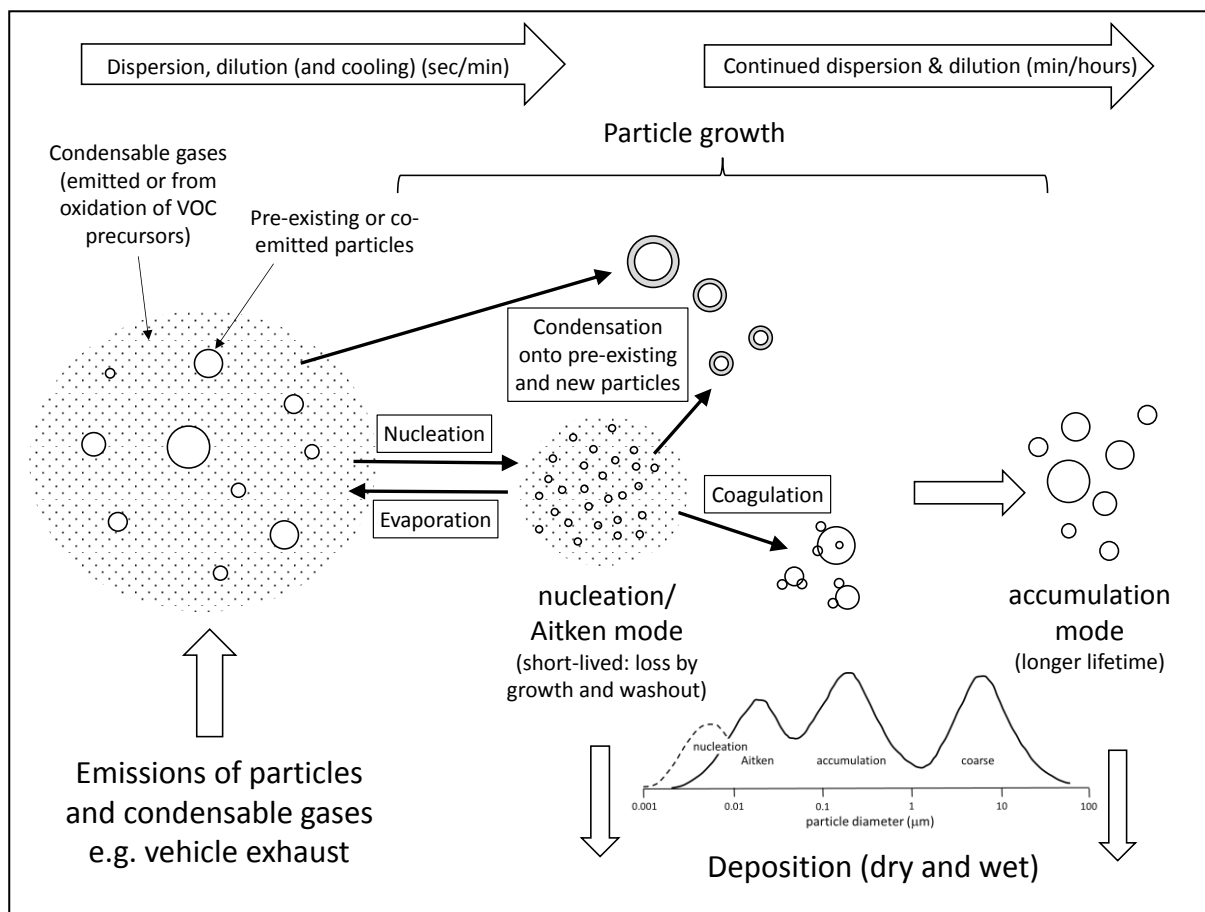 Dispersion, dilution (and cooling) (sec/min)
Continued dispersion & dilution (min/hours)
Particle growth
Condensable gases
(emitted or from
oxidation of VOC
precursors)
Pre-existing or co-
emitted particles
Condensation
onto pre-existing
and new particles
Nucleation
Evaporation
Coagulation
nucleation/
Aitken mode
(short-lived: loss by
growth and washout)
accumulation
mode
(longer lifetime)
Emissions of particles
and condensable gases
e.g. vehicle exhaust
nucleation
Aitken
accumulation
coarse
0.001
0.01
0.1
1
10
100
particle diameter (μm)
Deposition (dry and wet)